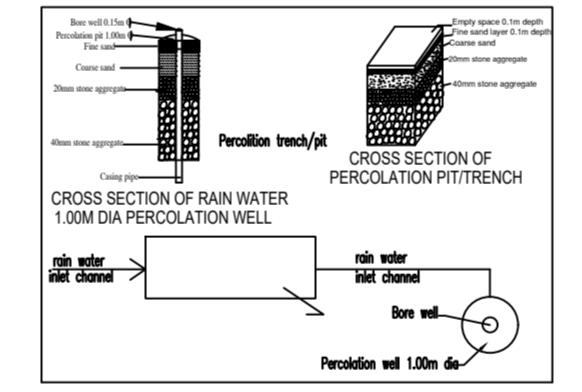 Bore well 0.15m ϕ
Percolation pit 1.00m ϕ
Fine sand
Coarse sand
20mm stone aggregate
40mm stone aggregate
Casing pipe
CROSS SECTION OF RAIN WATER
1.00M DIA PERCOLATION WELL
Percolition trench/pit
Empty space 0.1m depth
Fine sand layer 0.1m depth
Coarse sand
20mm stone aggregate
40mm stone aggregate
CROSS SECTION OF
PERCOLATION PIT/TRENCH
rain water
inlet channel
rain water
inlet channel
Bore well
Percolation well 1.00m dia